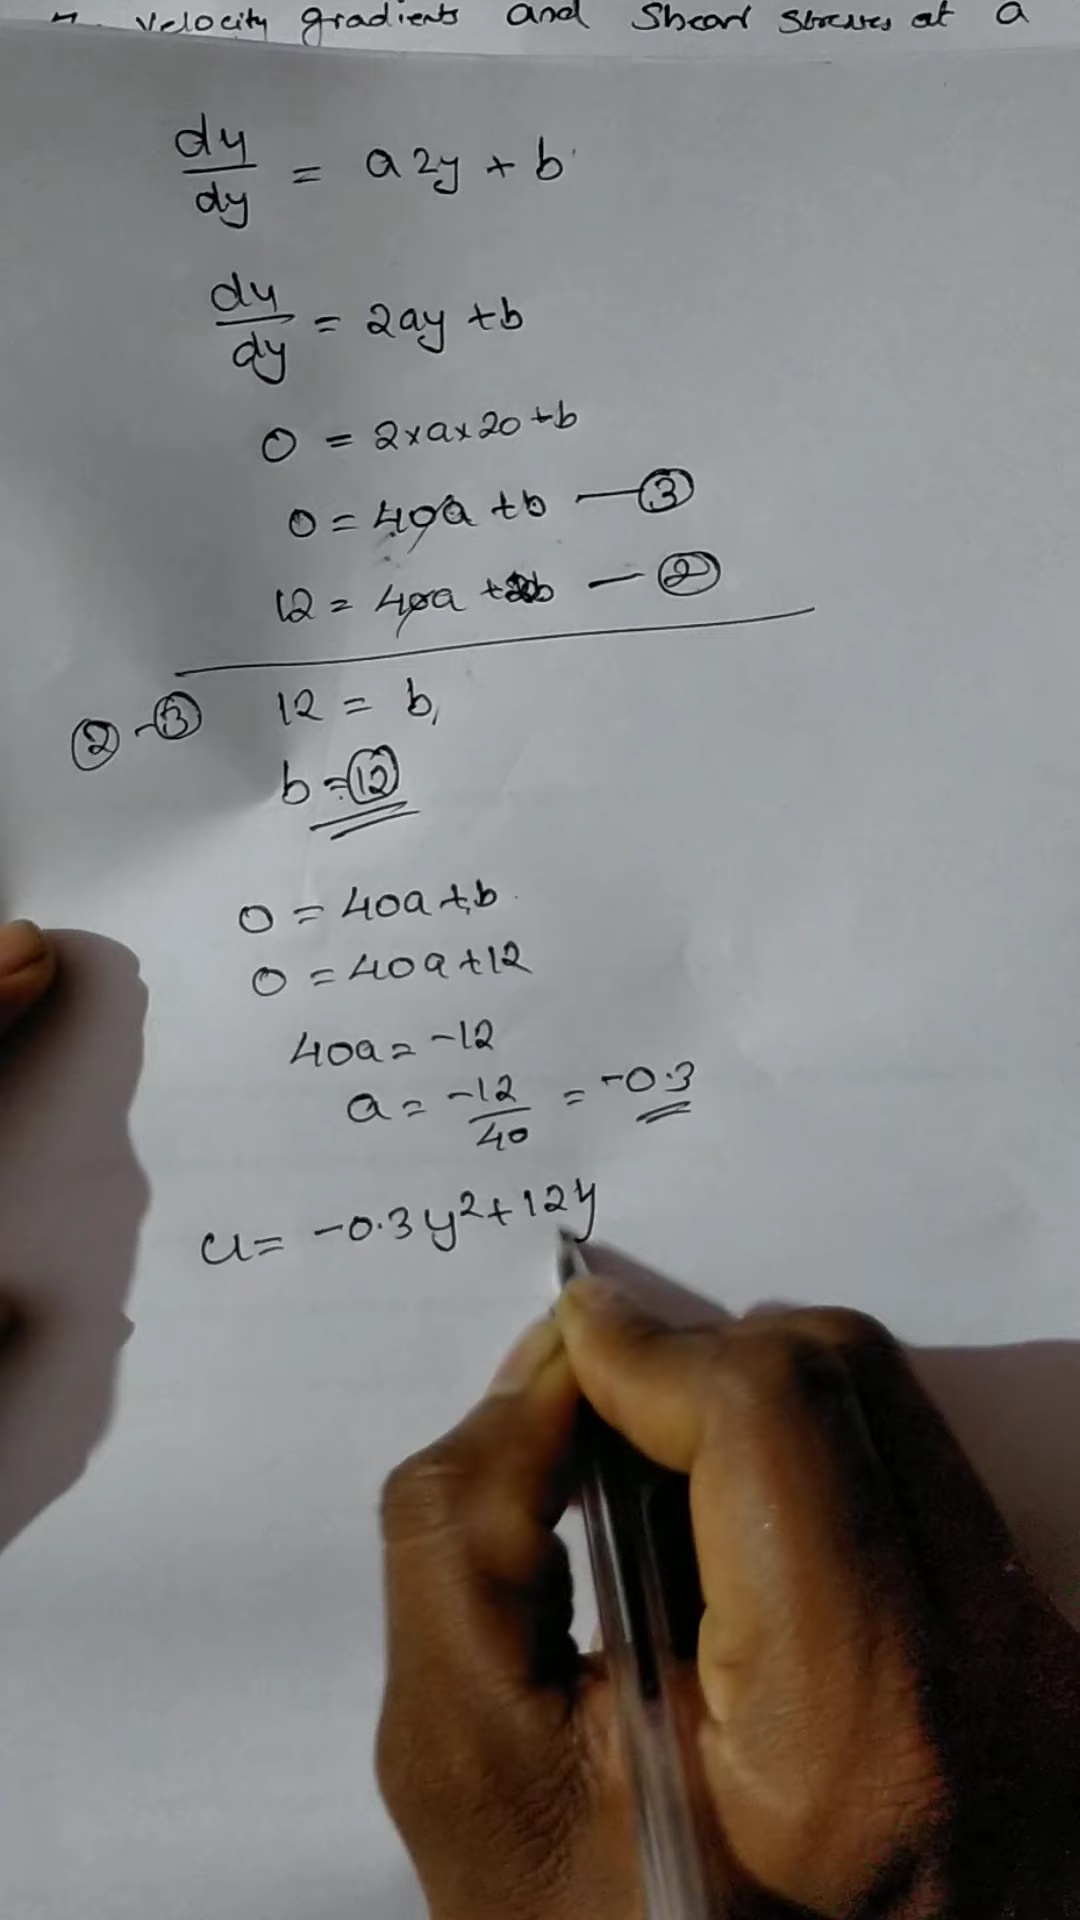 velocity gradients and Shear Stresses at a
du/dy = a2y + b
du/dy = 2ay + b
0 = 2×a×20+b
0 = 40a + b — ③
12 = 40a + 2b — ②
② - ③ 12 = b,
b = 12
0 = 40a + b
0 = 40a + 12
40a = -12
a = -12/40 = -0.3
u = -0.3y² + 12y